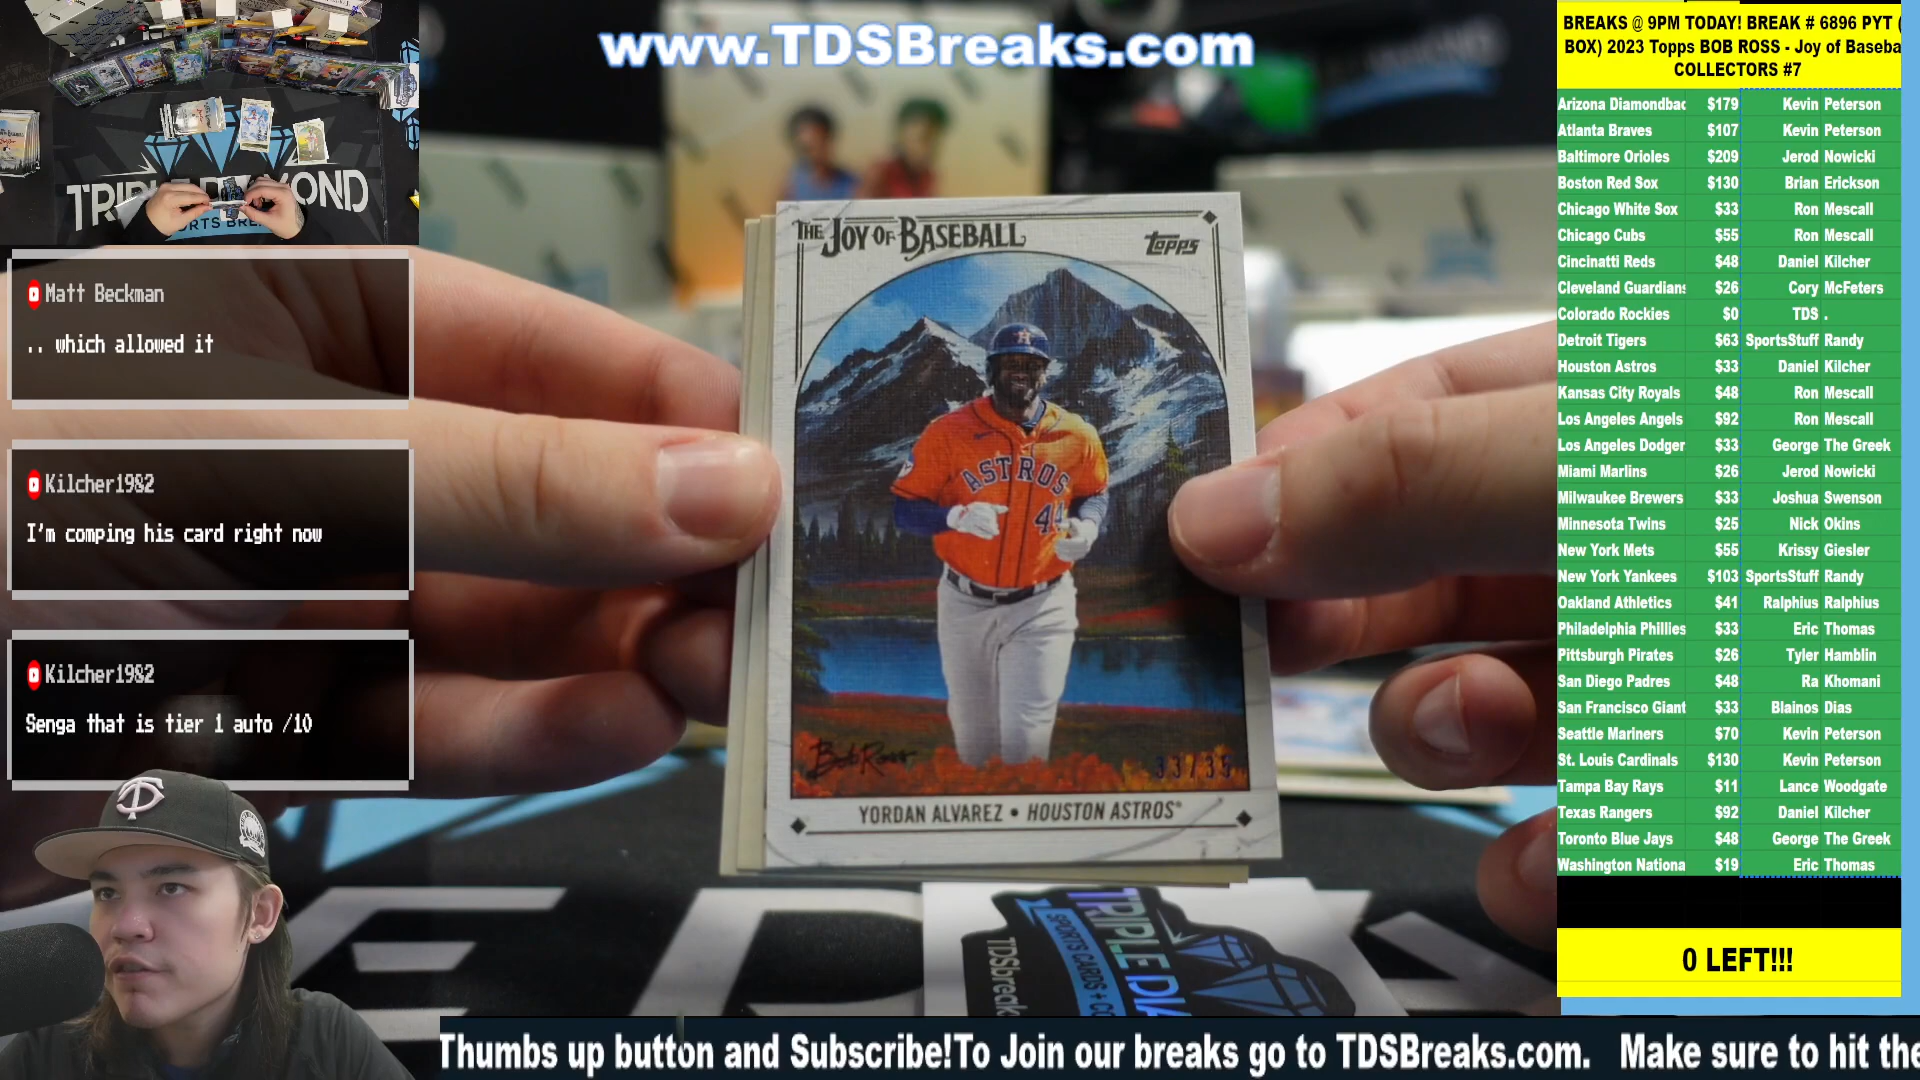 www.TDSBreaks.com
BREAKS @ 9PM TODAY! BREAK # 6896 PYT (
BOX) 2023 Topps BOB ROSS - Joy of Baseba
COLLECTORS #7
Arizona Diamondbac $179 Kevin Peterson
Atlanta Braves $107 Kevin Peterson
Baltimore Orioles $209 Jerod Nowicki
Boston Red Sox $130 Brian Erickson
Chicago White Sox $33 Ron Mescall
Chicago Cubs $55 Ron Mescall
Cincinatti Reds $48 Daniel Kilcher
Cleveland Guardians $26 Cory McFeters
Colorado Rockies $0 TDS .
Detroit Tigers $63 SportsStuff Randy
Houston Astros $33 Daniel Kilcher
Kansas City Royals $48 Ron Mescall
Los Angeles Angels $92 Ron Mescall
Los Angeles Dodger $33 George The Greek
Miami Marlins $26 Jerod Nowicki
Milwaukee Brewers $33 Joshua Swenson
Minnesota Twins $25 Nick Okins
New York Mets $55 Krissy Giesler
New York Yankees $103 SportsStuff Randy
Oakland Athletics $41 Ralphius Ralphius
Philadelphia Phillies $33 Eric Thomas
Pittsburgh Pirates $26 Tyler Hamblin
San Diego Padres $48 Ra Khomani
San Francisco Giant $33 Blainos Dias
Seattle Mariners $70 Kevin Peterson
St. Louis Cardinals $130 Kevin Peterson
Tampa Bay Rays $11 Lance Woodgate
Texas Rangers $92 Daniel Kilcher
Toronto Blue Jays $48 George The Greek
Washington Nationa $19 Eric Thomas
0 LEFT!!!
Matt Beckman
.. which allowed it
Kilcher1982
I'm comping his card right now
Kilcher1982
Senga that is tier 1 auto /10
THE JOY OF BASEBALL
topps
ASTROS
44
Bob Ross
33/35
YORDAN ALVAREZ • HOUSTON ASTROS
TRIPLE DIA
SPORTS CARDS + CO
TDSbreak
Thumbs up button and Subscribe!To Join our breaks go to TDSBreaks.com. Make sure to hit the